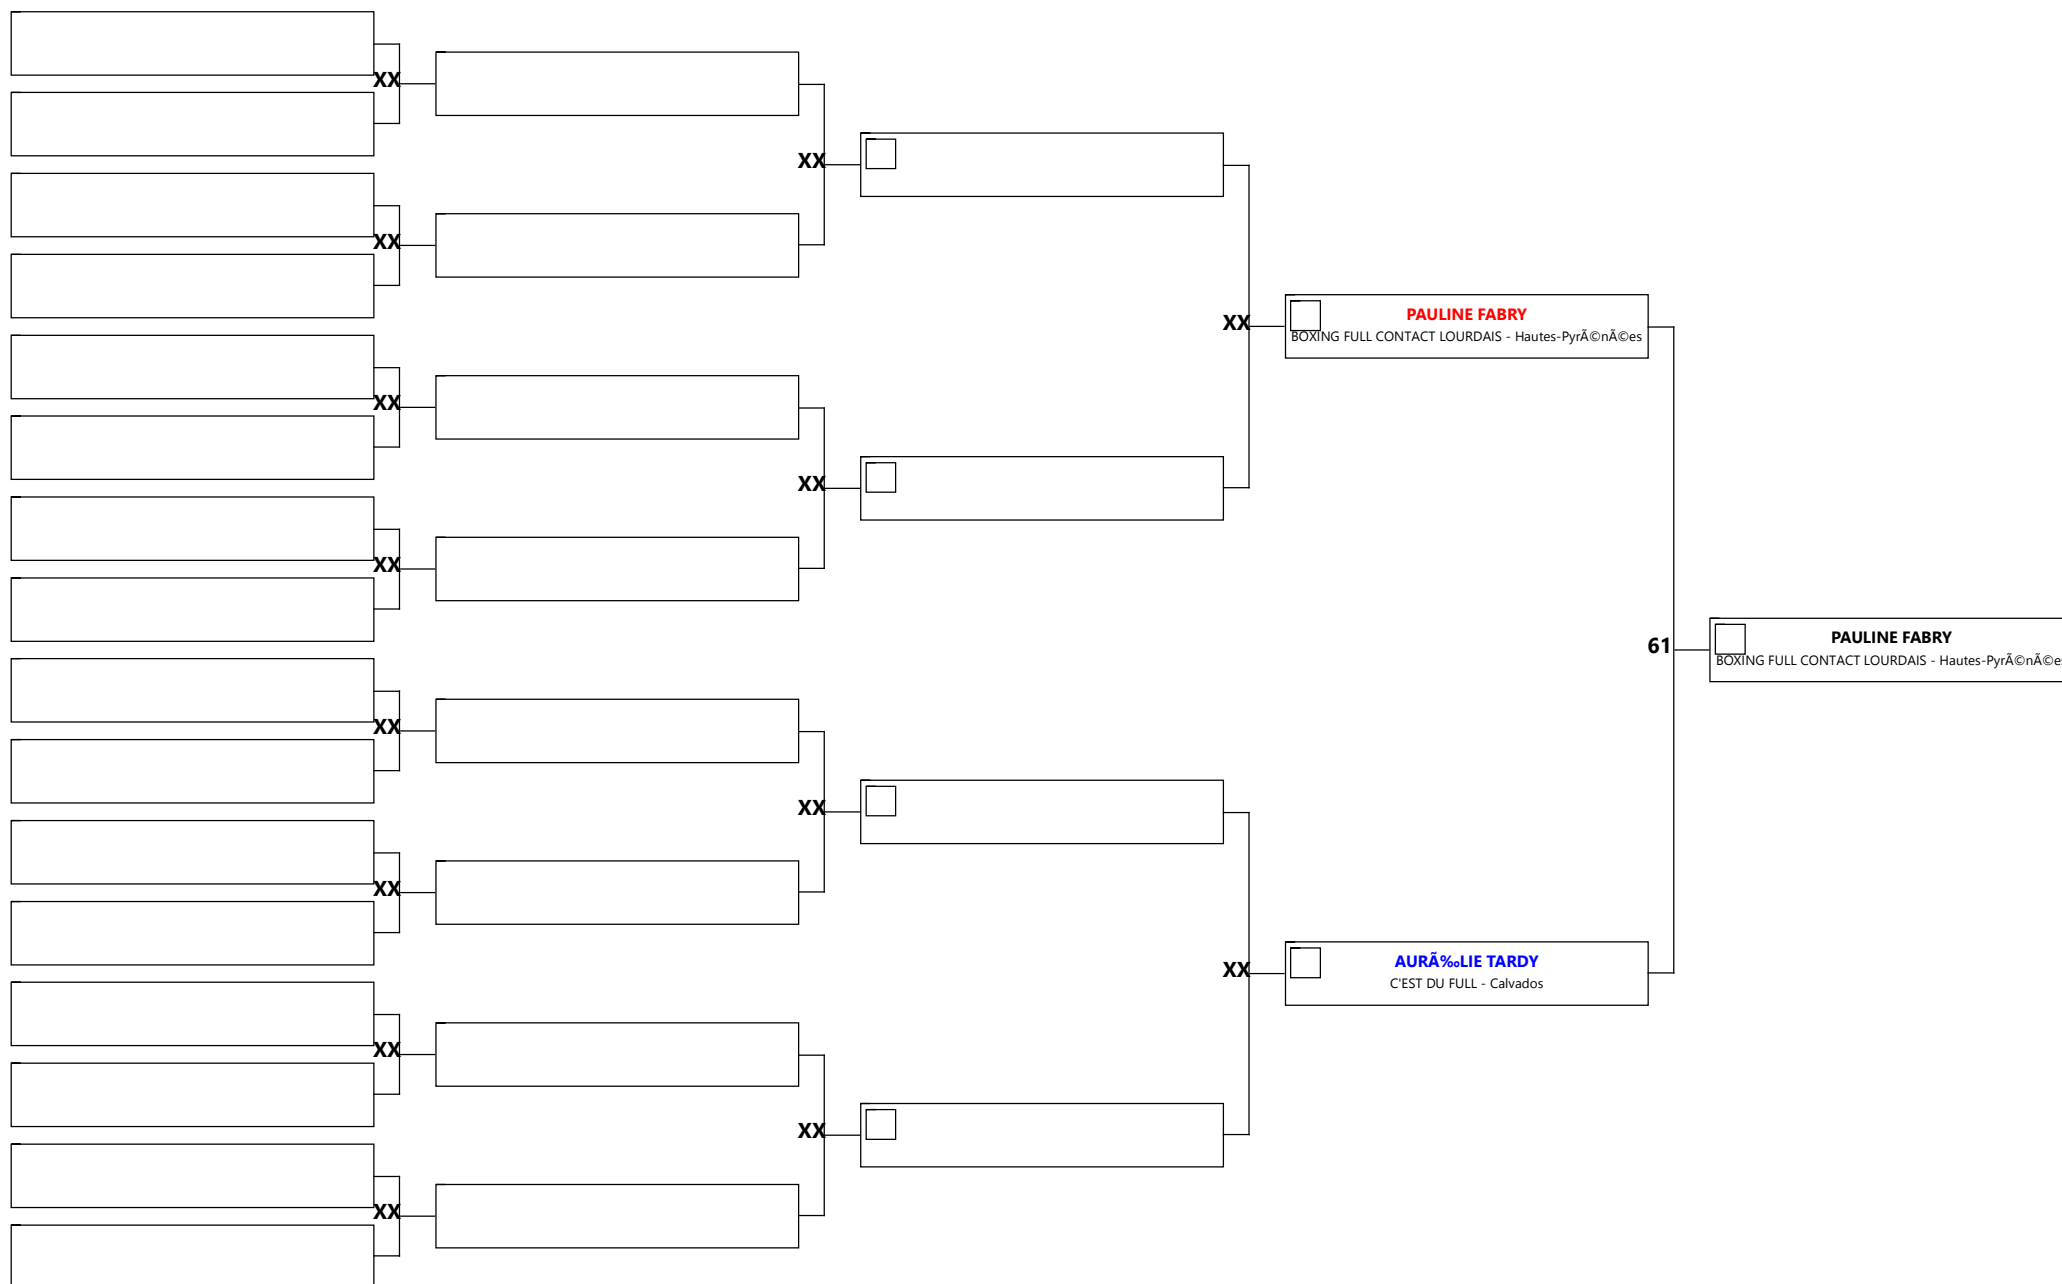 XX
XX
XX
XX
XX
XX
XX
XX
XX
XX
XX
XX
XX
PAULINE FABRY
BOXING FULL CONTACT LOURDAIS - Hautes-PyrÃ©nÃ©es
XX
AURÃ‰LIE TARDY
C'EST DU FULL - Calvados
61
PAULINE FABRY
BOXING FULL CONTACT LOURDAIS - Hautes-PyrÃ©nÃ©es